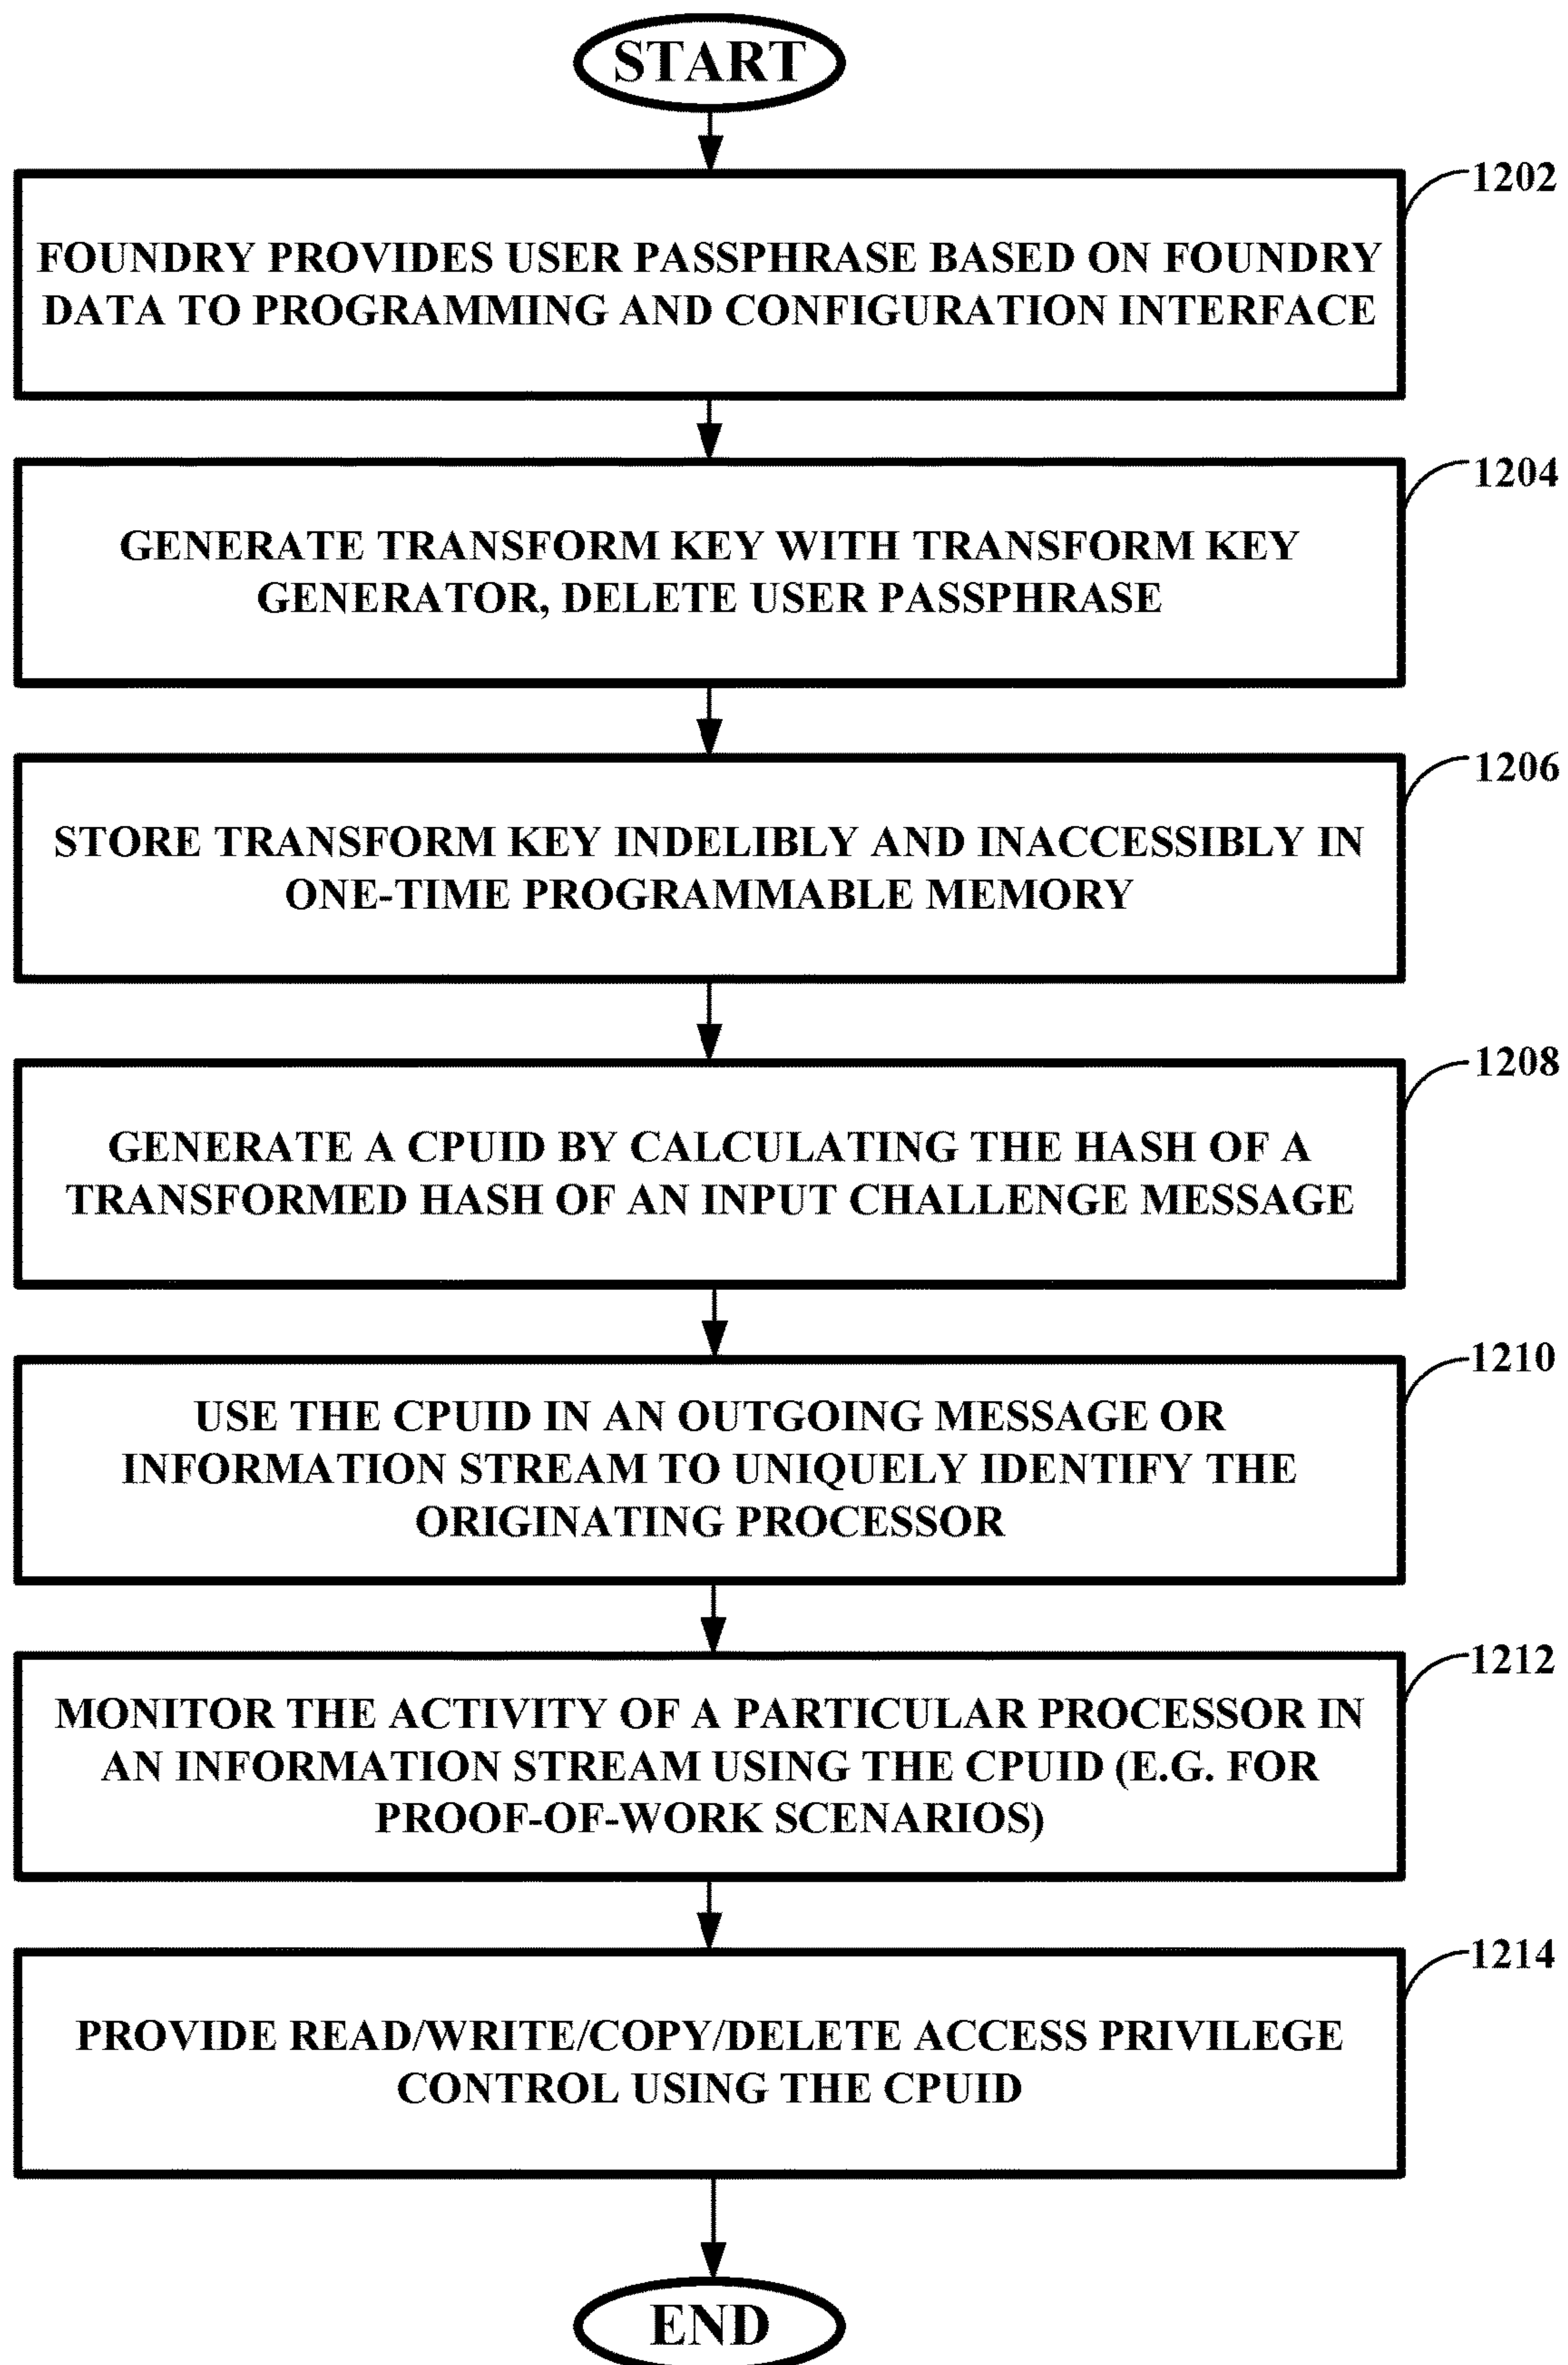 START
1202
FOUNDRY PROVIDES USER PASSPHRASE BASED ON FOUNDRY
DATA TO PROGRAMMING AND CONFIGURATION INTERFACE
1204
GENERATE TRANSFORM KEY WITH TRANSFORM KEY
GENERATOR, DELETE USER PASSPHRASE
1206
STORE TRANSFORM KEY INDELIBLY AND INACCESSIBLY IN
ONE-TIME PROGRAMMABLE MEMORY
1208
GENERATE A CPUID BY CALCULATING THE HASH OF A
TRANSFORMED HASH OF AN INPUT CHALLENGE MESSAGE
1210
USE THE CPUID IN AN OUTGOING MESSAGE OR
INFORMATION STREAM TO UNIQUELY IDENTIFY THE
ORIGINATING PROCESSOR
1212
MONITOR THE ACTIVITY OF A PARTICULAR PROCESSOR IN
AN INFORMATION STREAM USING THE CPUID (E.G. FOR
PROOF-OF-WORK SCENARIOS)
1214
PROVIDE READ/WRITE/COPY/DELETE ACCESS PRIVILEGE
CONTROL USING THE CPUID
END